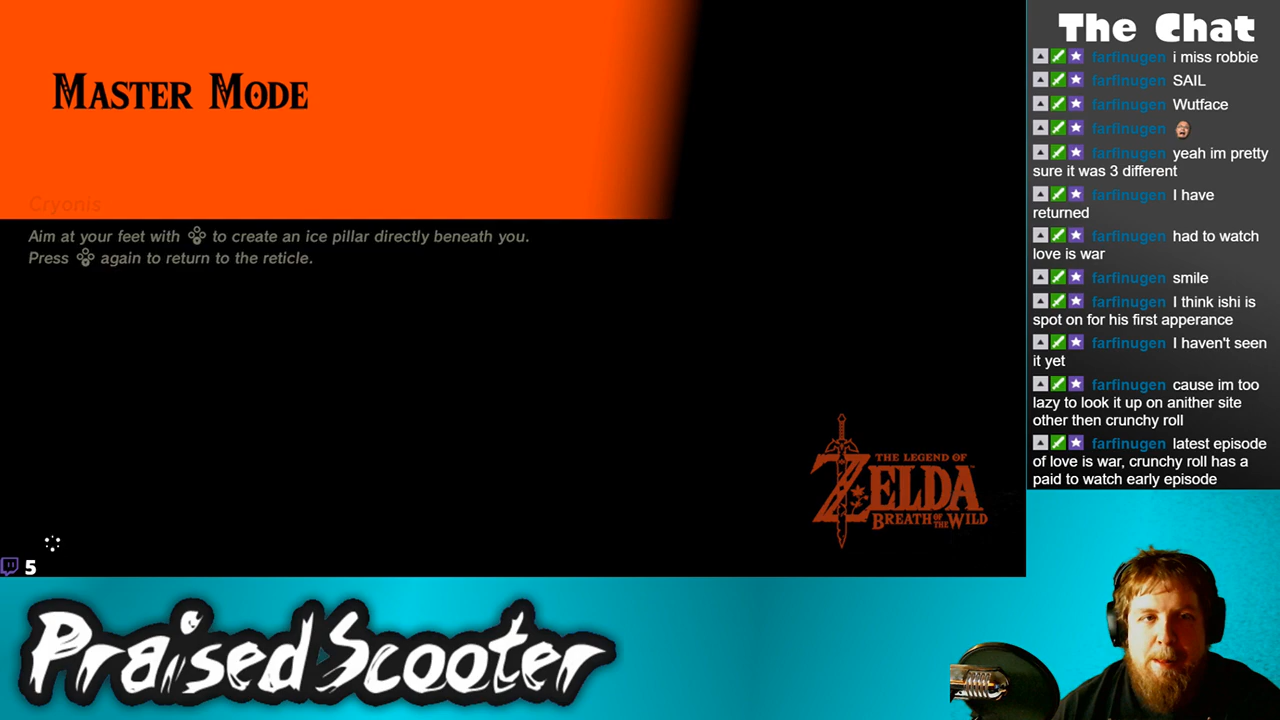 Master Mode
Cryonis
Aim at your feet with to create an ice pillar directly beneath you.
Press again to return to the reticle.
THE LEGEND OF
ZELDA
BREATH OF THE WILD
5
PraisedScooter
The Chat
farfinugen i miss robbie
farfinugen SAIL
farfinugen Wutface
farfinugen
farfinugen yeah im pretty
sure it was 3 different
farfinugen I have
returned
farfinugen had to watch
love is war
farfinugen smile
farfinugen I think ishi is
spot on for his first apperance
farfinugen I haven't seen
it yet
farfinugen cause im too
lazy to look it up on anither site
other then crunchy roll
farfinugen latest episode
of love is war, crunchy roll has a
paid to watch early episode